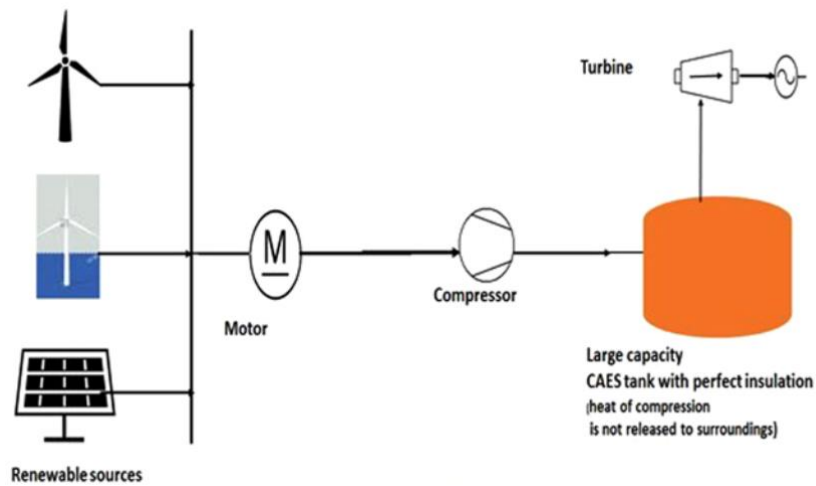 Turbine
M
Motor
Compressor
Large capacity
CAES tank with perfect insulation
(heat of compression
is not released to surroundings)
Renewable sources